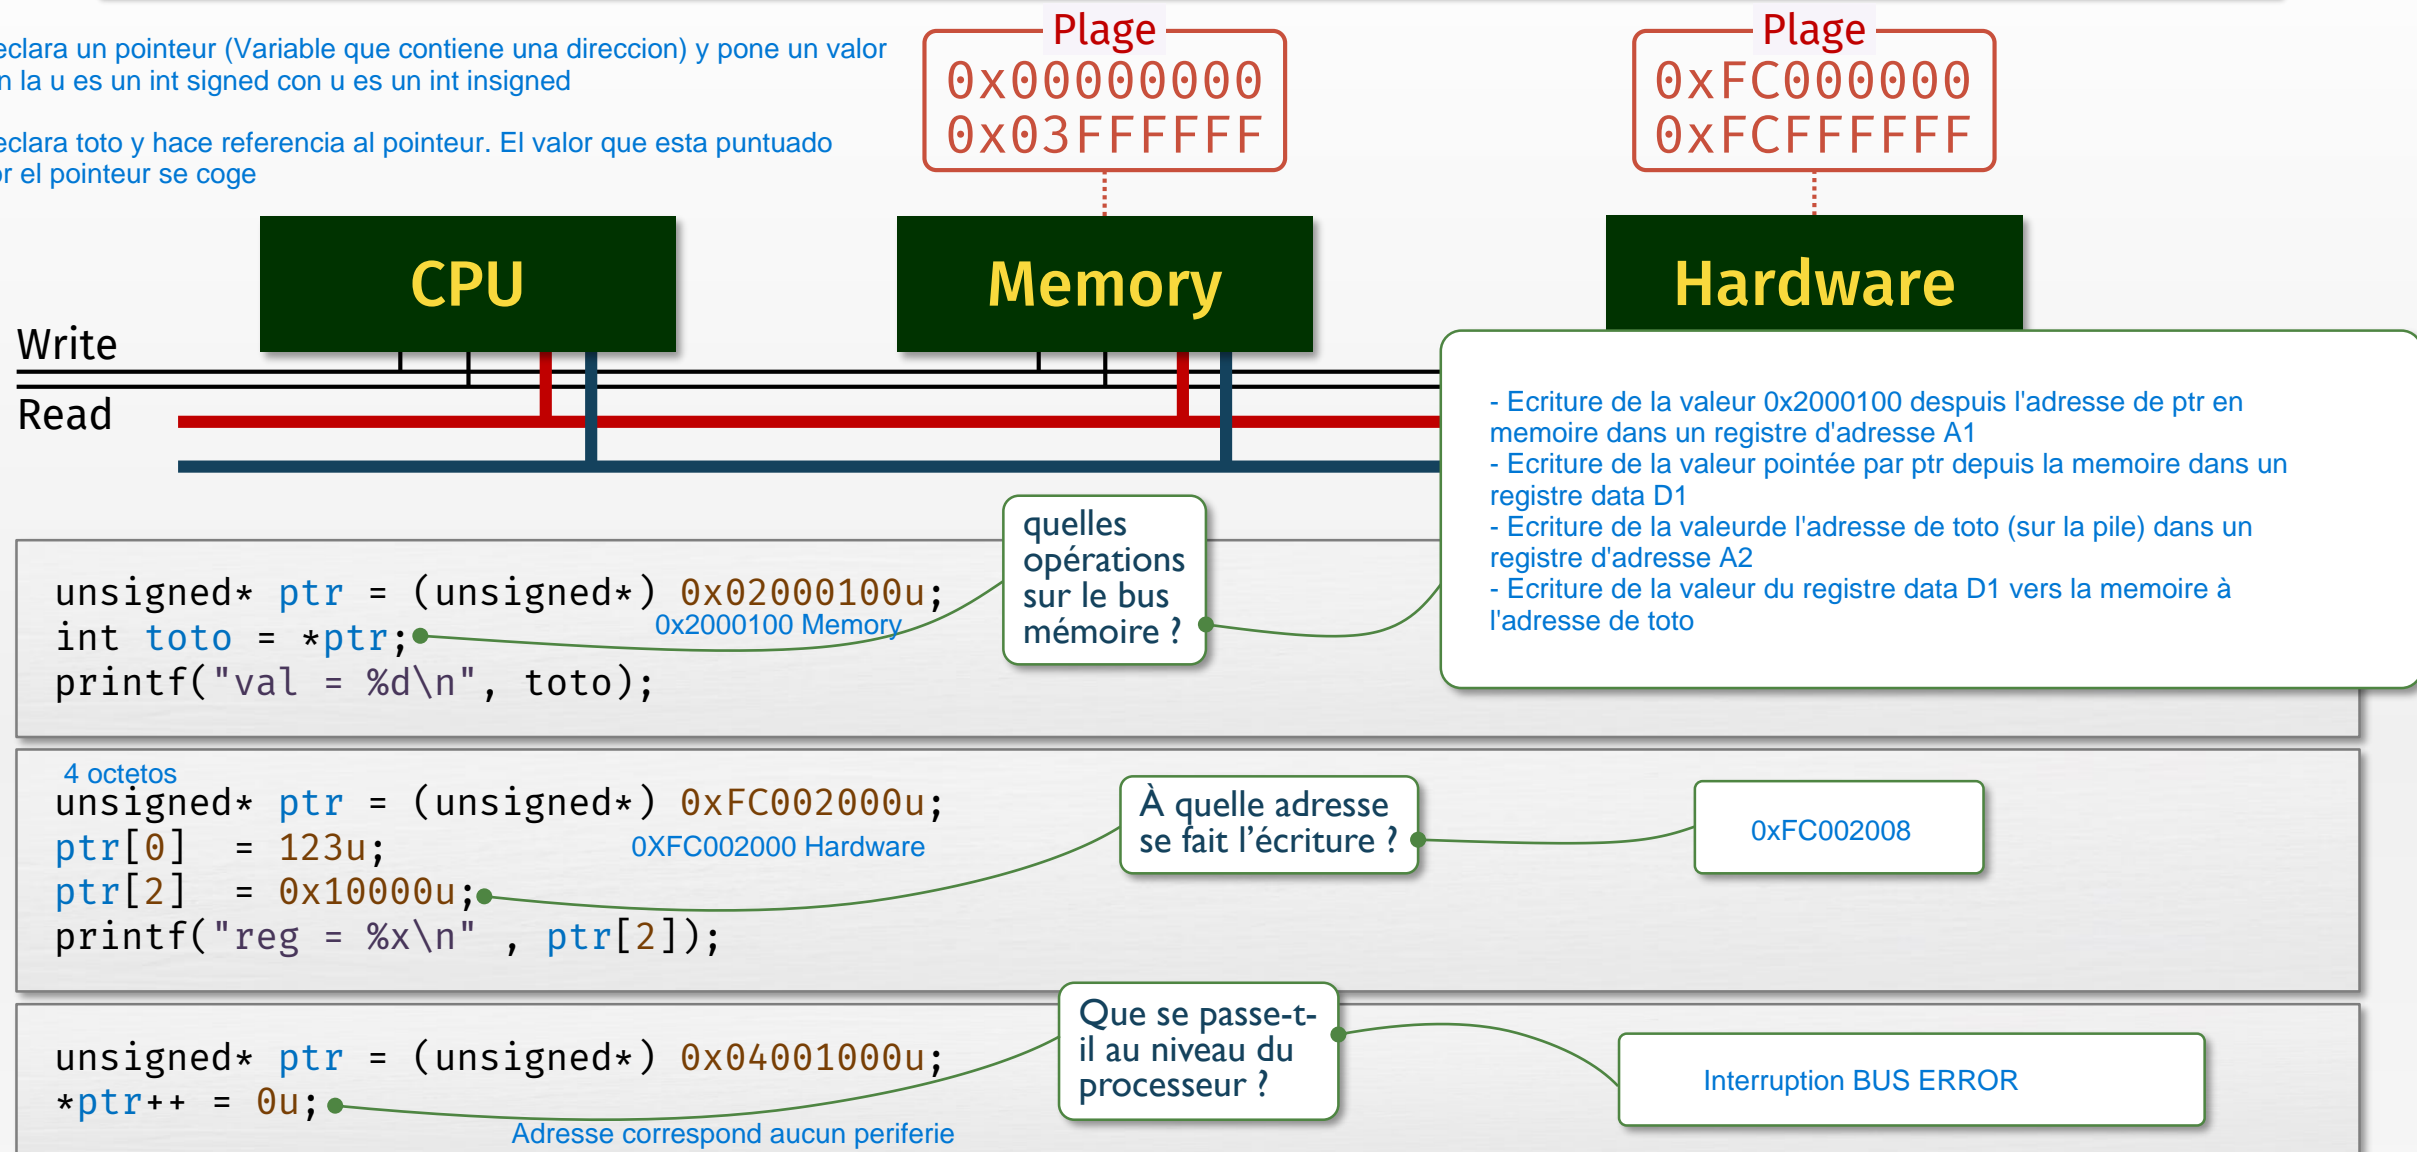 eclara un pointeur (Variable que contiene una direccion) y pone un valor
n la u es un int signed con u es un int insigned
eclara toto y hace referencia al pointeur. El valor que esta puntuado
or el pointeur se coge
Plage
0x00000000
0x03FFFFFF
Plage
0xFC000000
0xFCFFFFFF
CPU
Memory
Hardware
Write
Read
- Ecriture de la valeur 0x2000100 despuis l'adresse de ptr en
memoire dans un registre d'adresse A1
- Ecriture de la valeur pointée par ptr depuis la memoire dans un
registre data D1
- Ecriture de la valeurde l'adresse de toto (sur la pile) dans un
registre d'adresse A2
- Ecriture de la valeur du registre data D1 vers la memoire à
l'adresse de toto
quelles
opérations
sur le bus
mémoire ?
unsigned* ptr = (unsigned*) 0x02000100u;
0x2000100 Memory
int toto = *ptr;
printf("val = %d\n", toto);
4 octetos
unsigned* ptr = (unsigned*) 0xFC002000u;
ptr[0] = 123u;
0XFC002000 Hardware
ptr[2] = 0x10000u;
printf("reg = %x\n" , ptr[2]);
À quelle adresse
se fait l'écriture ?
0xFC002008
unsigned* ptr = (unsigned*) 0x04001000u;
*ptr++ = 0u;
Adresse correspond aucun periferie
Que se passe-t-
il au niveau du
processeur ?
Interruption BUS ERROR